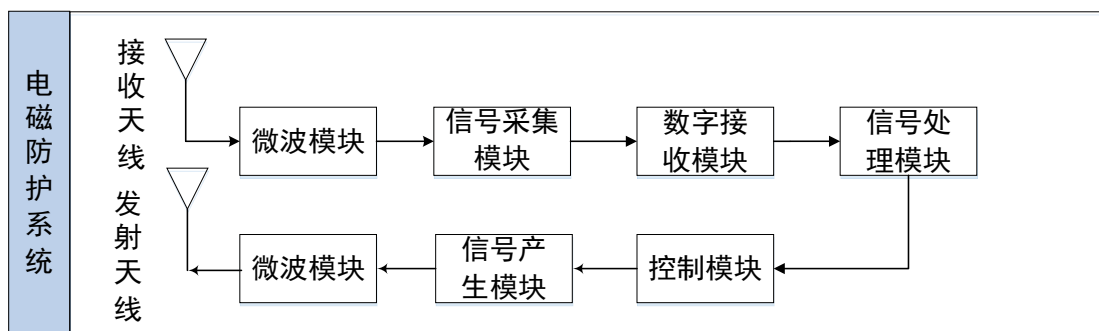 电磁防护系统
接收天线
微波模块
信号采集
模块
数字接
收模块
信号处
理模块
发射天线
微波模块
信号产
生模块
控制模块